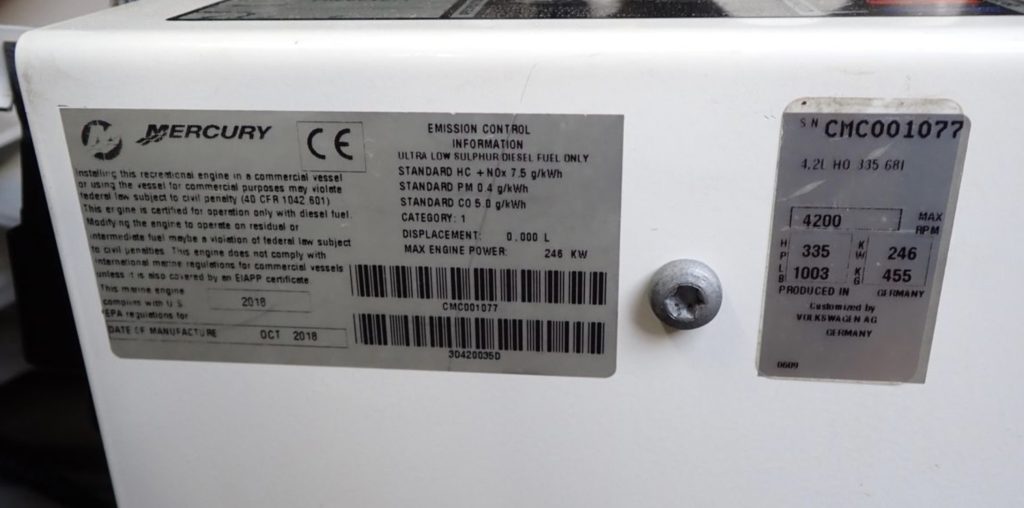 MERCURY
CE
Installing this recreational engine in a commercial vessel
or using the vessel for commercial purposes may violate
federal law subject to civil penalty (40 CFR 1042.601)
This engine is certified for operation only with diesel fuel.
Modifying the engine to operate on residual or
intermediate fuel maybe a violation of federal law subject
to civil penalties. This engine does not comply with
international marine regulations for commercial vessels
unless it is also covered by an EIAPP certificate
This marine engine
complies with U.S. 2018
EPA regulations for
DATE OF MANUFACTURE OCT 2018
EMISSION CONTROL
INFORMATION
ULTRA LOW SULPHUR DIESEL FUEL ONLY
STANDARD HC +NOx 7.5 g/kWh
STANDARD PM 0.4 g/kWh
STANDARD CO 5.0 g/kWh
CATEGORY: 1
DISPLACEMENT: 0.000 L
MAX ENGINE POWER: 246 KW
CMC001077
30420035D
SN CMC001077
4.2L HO 335 681
4200 MAX RPM
HP 335 KW 246
LB 1003 KG 455
PRODUCED IN GERMANY
Customized by
VOLKSWAGEN AG
GERMANY
0609